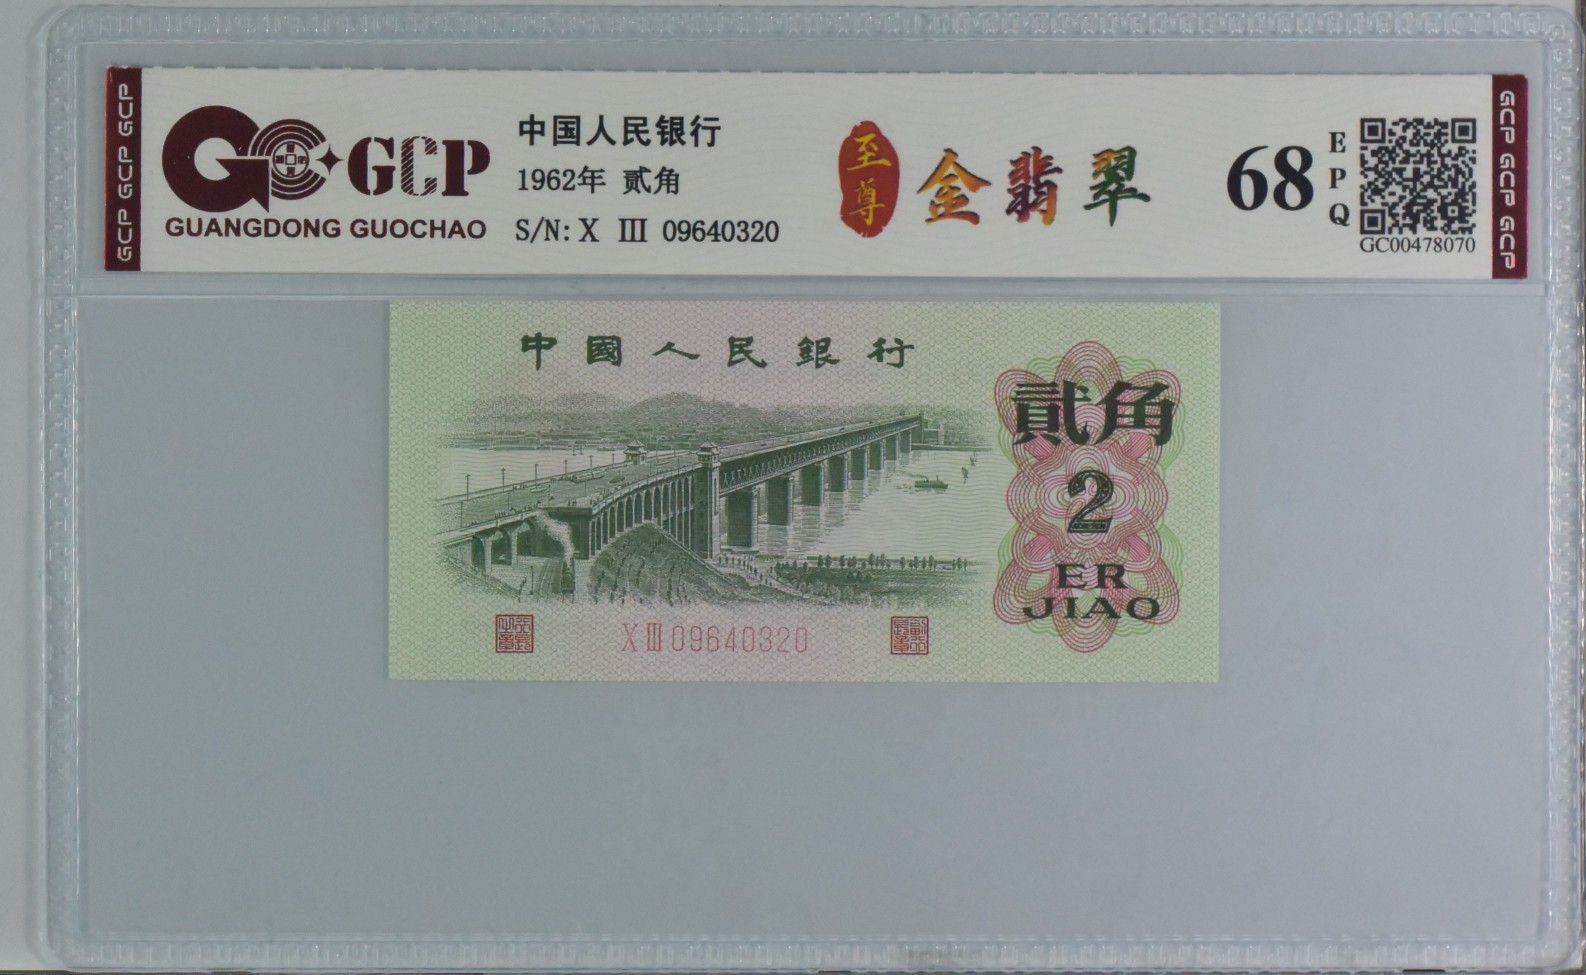 GCP GCP GCP
GCP
GUANGDONG GUOCHAO
中国人民银行
1962年 贰角
S/N: X III 09640320
至尊
金翡翠
68
EPQ
GC00478070
GCP GCP GCP
中國人民銀行
貳角
2
ER
JIAO
X III 09640320